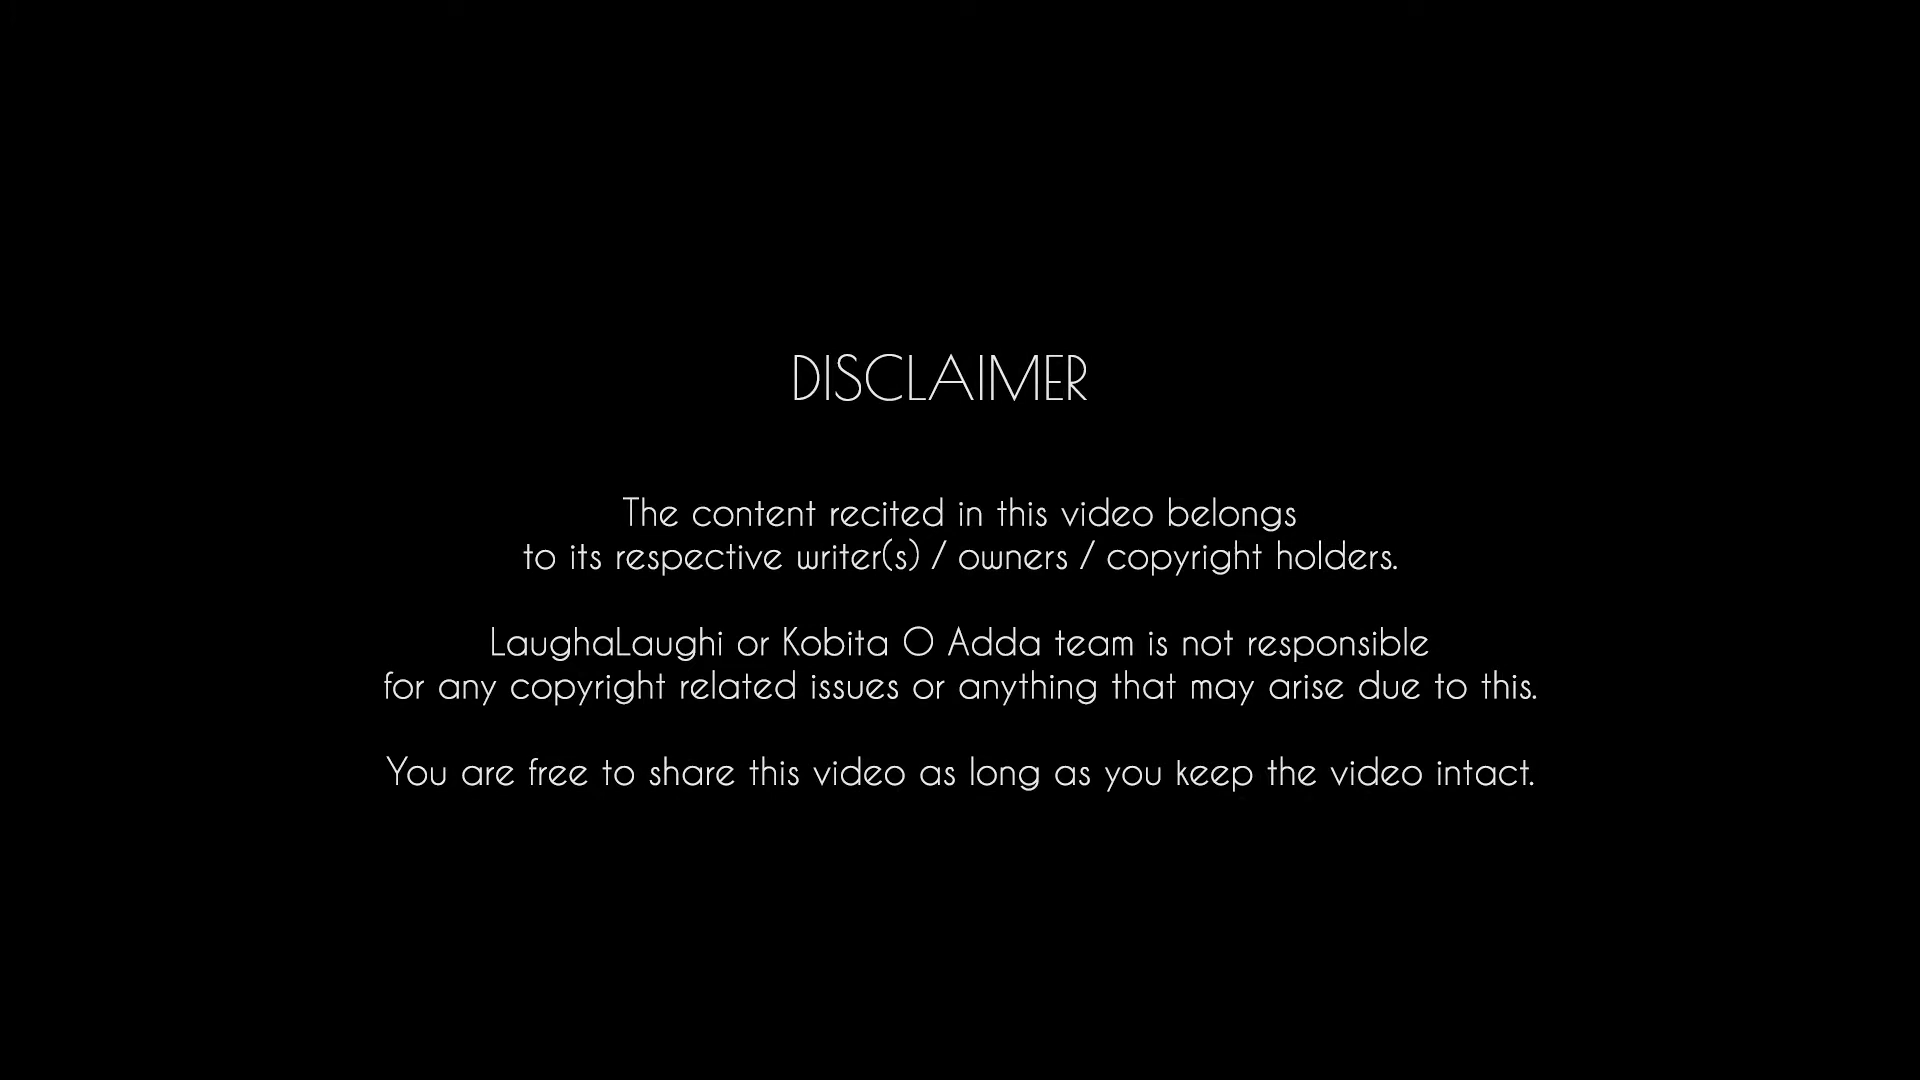 DISCLAIMER
The content recited in this video belongs
to its respective writer(s) / owners / copyright holders.
LaughaLaughi or Kobita O Adda team is not responsible
for any copyright related issues or anything that may arise due to this.
You are free to share this video as long as you keep the video intact.